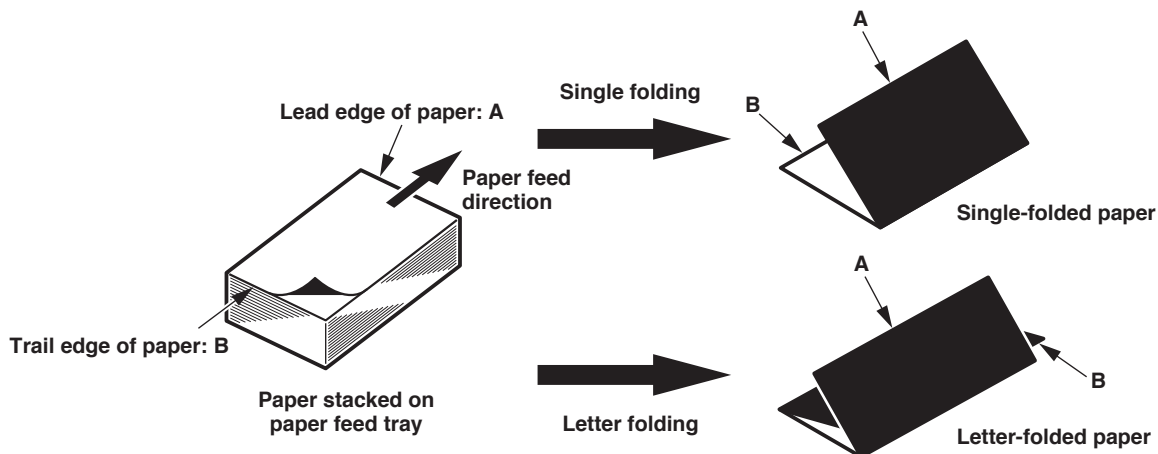 A
Single folding
B
Lead edge of paper: A
Paper feed
direction
Single-folded paper
A
Trail edge of paper: B
B
Paper stacked on
paper feed tray
Letter folding
Letter-folded paper